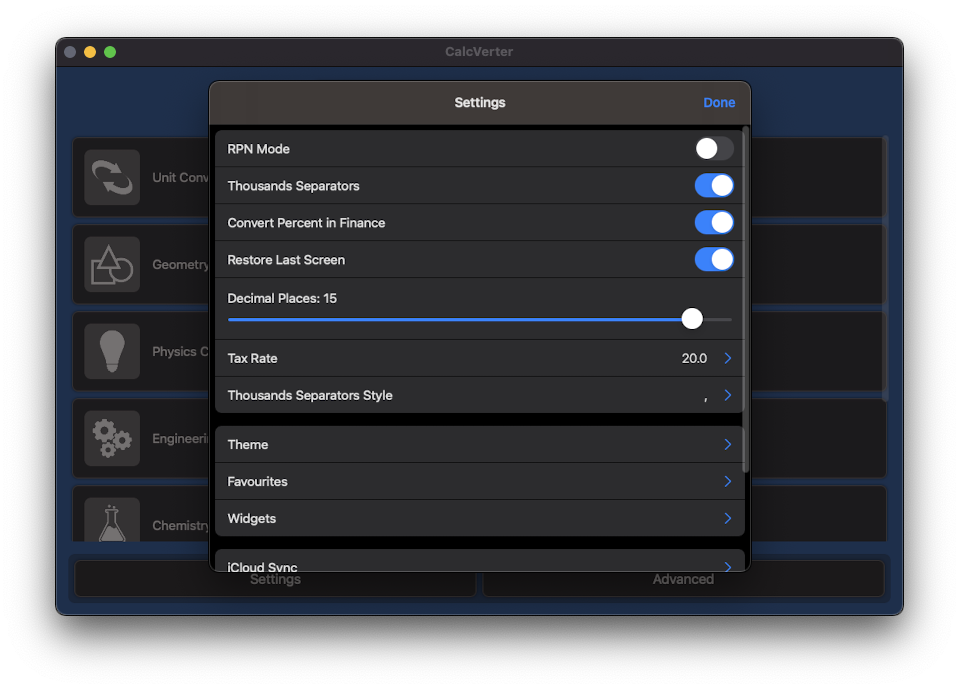 CalcVerter
Settings
Done
RPN Mode
Thousands Separators
Convert Percent in Finance
Restore Last Screen
Decimal Places: 15
Tax Rate 20.0
Thousands Separators Style ,
Theme
Favourites
Widgets
iCloud Sync
Unit Conv
Geometry
Physics C
Engineeri
Chemistry
Settings
Advanced